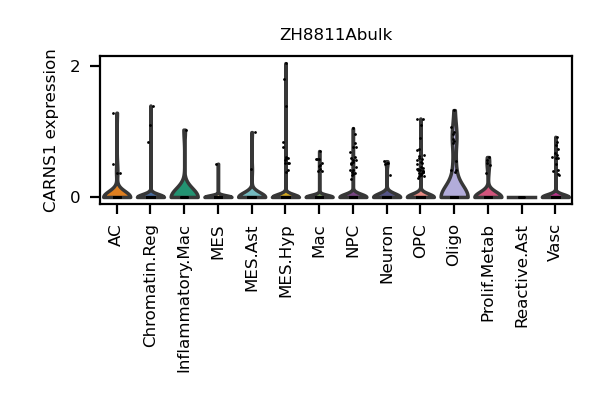 ZH8811Abulk
CARNS1 expression
2
0
AC
Chromatin.Reg
Inflammatory.Mac
MES
MES.Ast
MES.Hyp
Mac
NPC
Neuron
OPC
Oligo
Prolif.Metab
Reactive.Ast
Vasc